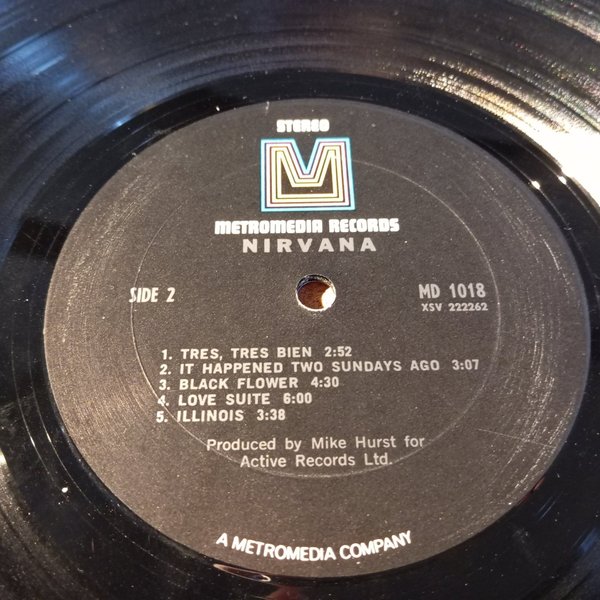 STEREO
M
METROMEDIA RECORDS
NIRVANA
SIDE 2
MD 1018
XSV 222262
1. TRES, TRES BIEN 2:52
2. IT HAPPENED TWO SUNDAYS AGO 3:07
3. BLACK FLOWER 4:30
4. LOVE SUITE 6:00
5. ILLINOIS 3:38
Produced by Mike Hurst for
Active Records Ltd.
A METROMEDIA COMPANY